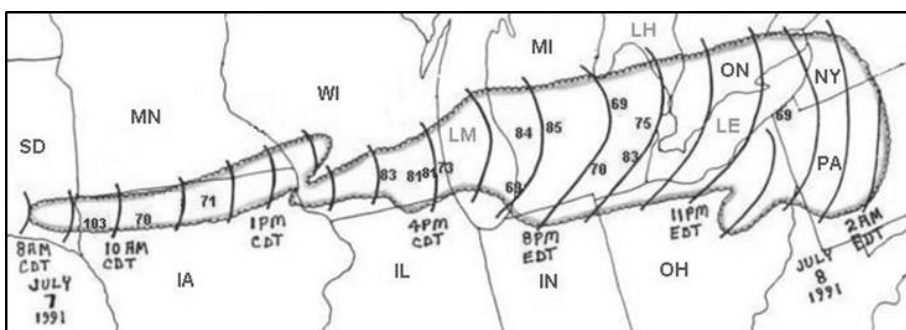 LH
MI
ON
NY
WI
MN
SD
LM
LE
PA
69
84
85
75
69
83
81
81
73
70
83
68
103
70
71
8AM
CDT
JULY
7
1991
10 AM
CDT
1PM
CDT
4PM
CDT
8PM
EDT
11PM
EDT
2AM
EDT
JULY
8
1991
IA
IL
IN
OH